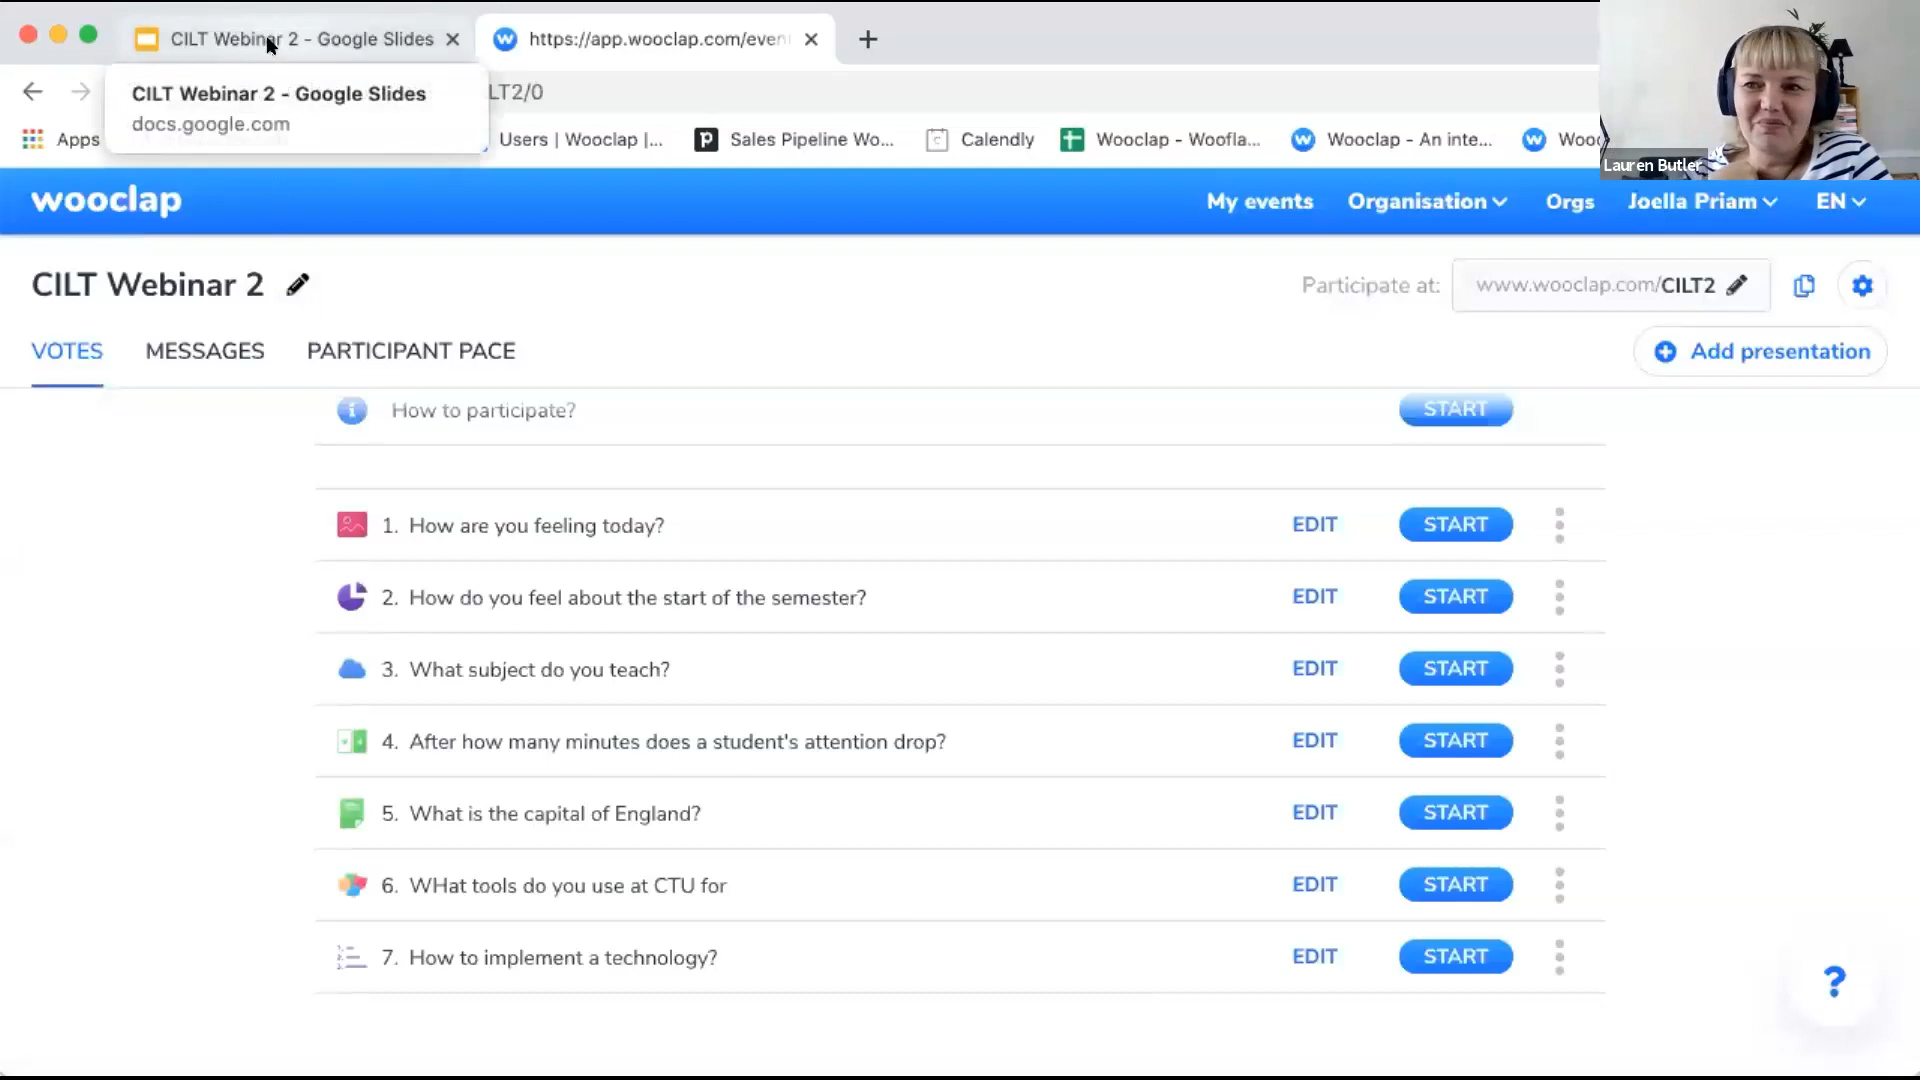 CILT Webinar 2 - Google Slides
https://app.wooclap.com/even
CILT Webinar 2 - Google Slides
docs.google.com
LT2/0
Apps
Users | Wooclap |...
Sales Pipeline Wo...
Calendly
Wooclap - Woofla...
Wooclap - An inte...
Wooc
Lauren Butler
wooclap
My events
Organisation
Orgs
Joella Priam
EN
CILT Webinar 2
Participate at:
www.wooclap.com/CILT2
VOTES
MESSAGES
PARTICIPANT PACE
Add presentation
How to participate?
START
1. How are you feeling today?
EDIT
START
2. How do you feel about the start of the semester?
EDIT
START
3. What subject do you teach?
EDIT
START
4. After how many minutes does a student's attention drop?
EDIT
START
5. What is the capital of England?
EDIT
START
6. WHat tools do you use at CTU for
EDIT
START
7. How to implement a technology?
EDIT
START
?